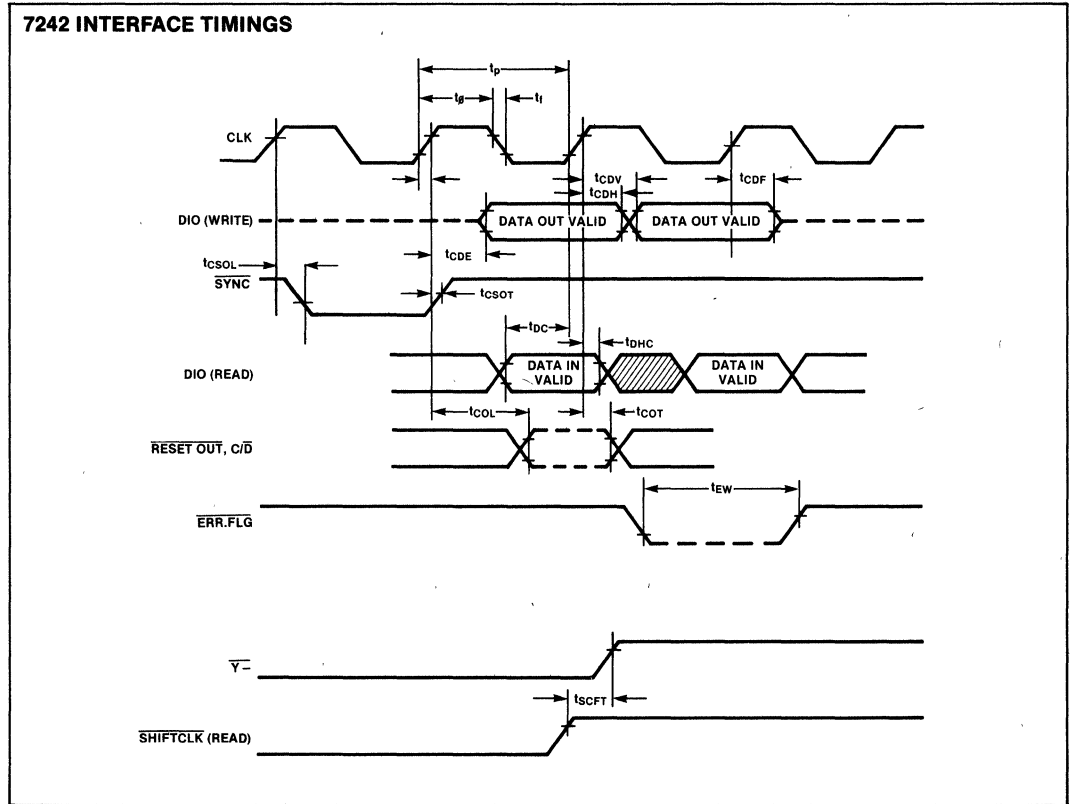 7242 INTERFACE TIMINGS
tp
tø
tf
CLK
tCDV
tCDH
tCDF
DIO (WRITE)
DATA OUT VALID
DATA OUT VALID
tCDE
tCSOL
SYNC
tCSOT
tDC
tDHC
DIO (READ)
DATA IN
VALID
DATA IN
VALID
tCOL
tCOT
RESET OUT, C/D
tEW
ERR.FLG
Y–
tSCFT
SHIFTCLK (READ)